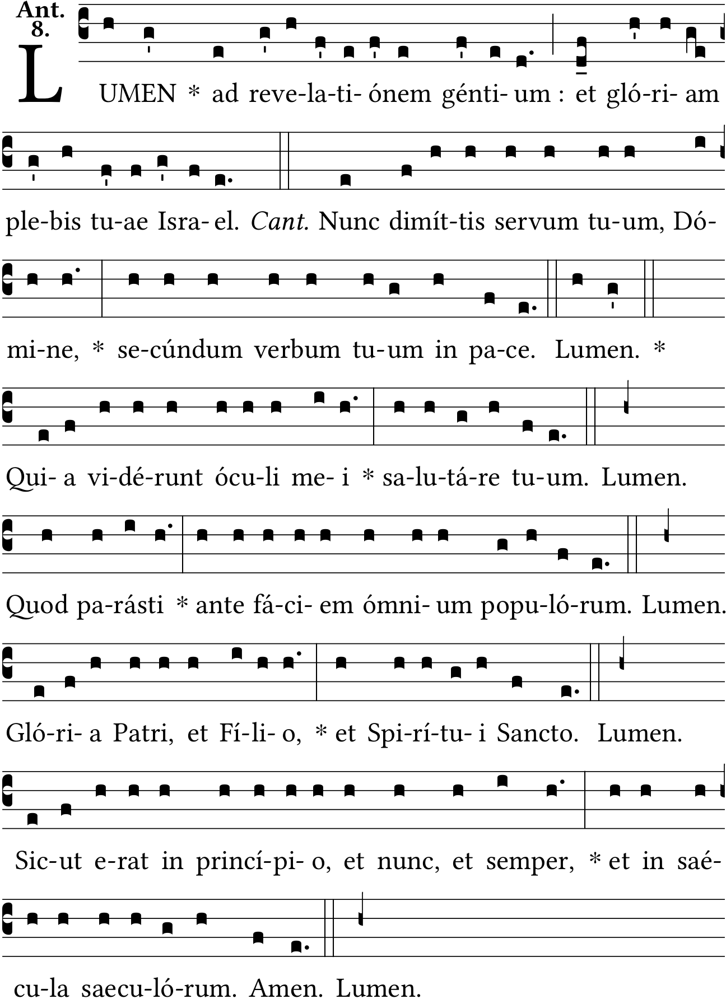 Ant.
8.
LUMEN * ad reve-la-ti- ónem génti- um : et gló-ri- am
ple-bis tu-ae Isra- el. Cant. Nunc dimít-tis servum tu-um, Dó-
mi-ne, * se-cúndum verbum tu-um in pa-ce. Lumen. *
Qui- a vi-dé-runt ócu-li me- i * sa-lu-tá-re tu-um. Lumen.
Quod pa-rásti * ante fá-ci- em ómni- um popu-ló-rum. Lumen.
Gló-ri- a Patri, et Fí-li- o, * et Spi-rí-tu- i Sancto. Lumen.
Sic-ut e-rat in princí-pi- o, et nunc, et semper, * et in saé-
cu-la saecu-ló-rum. Amen. Lumen.